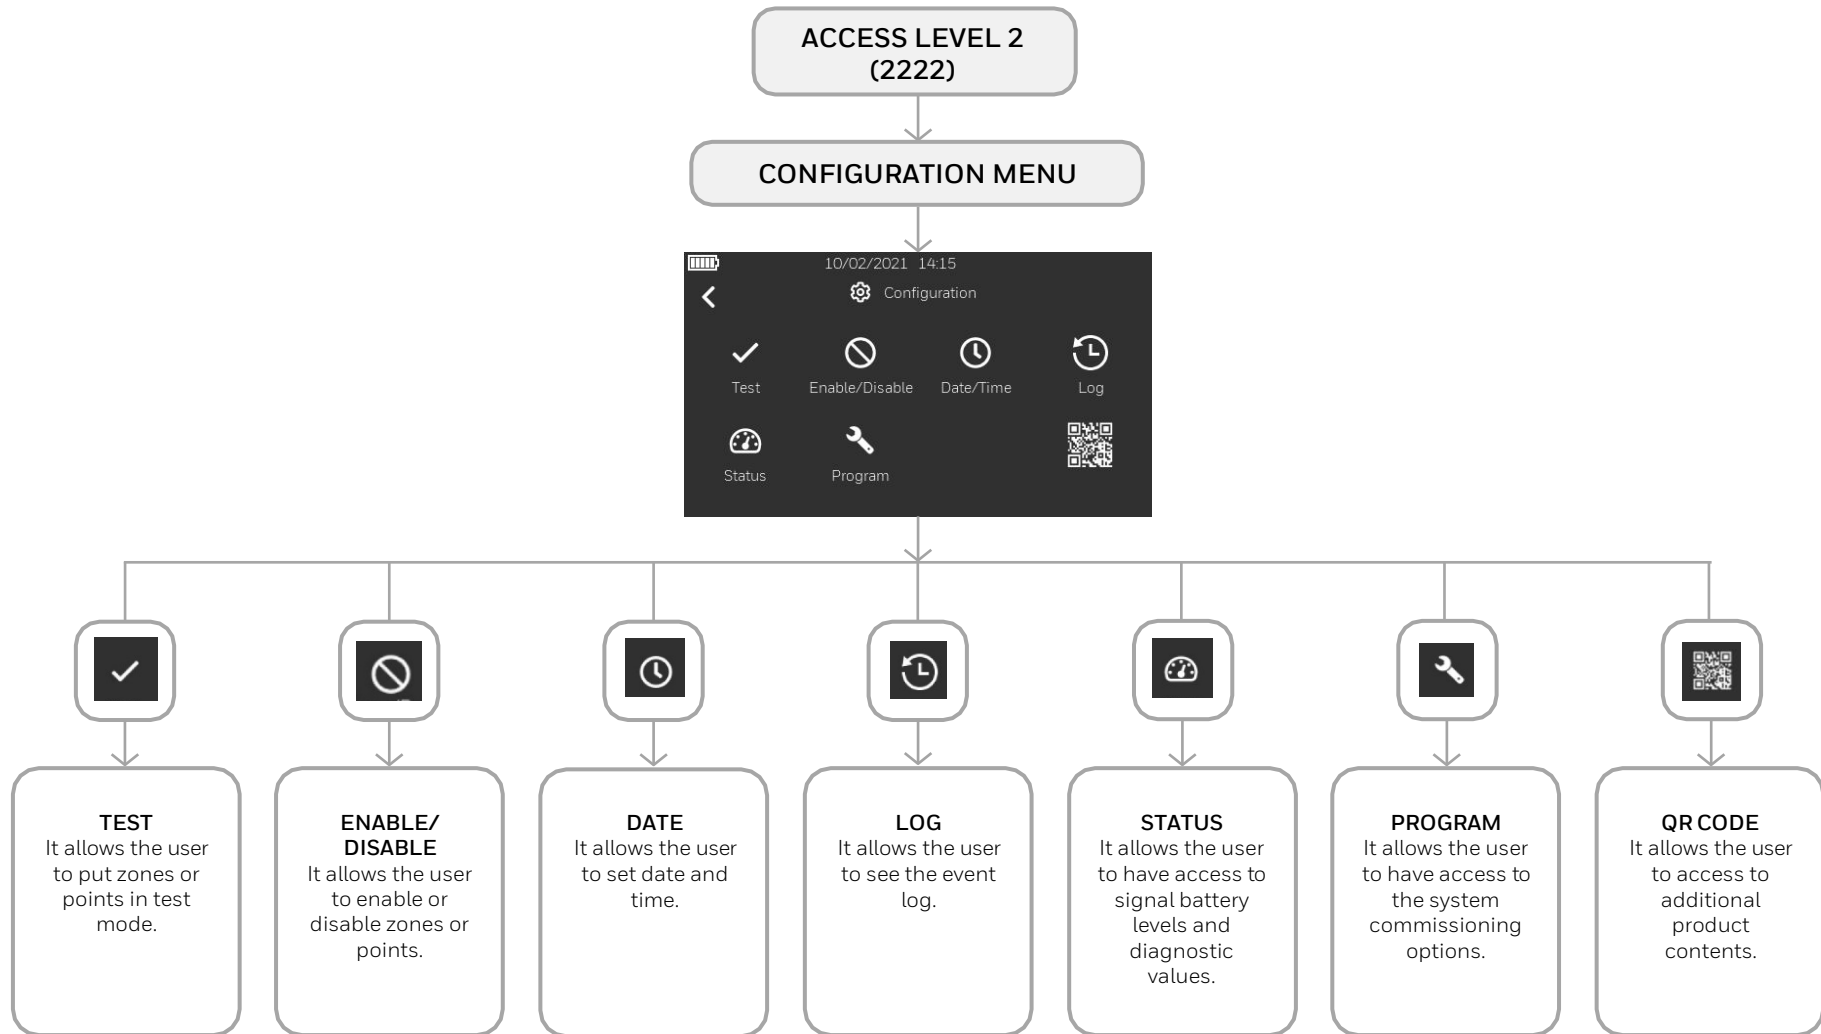 ACCESS LEVEL 2
(2222)
CONFIGURATION MENU
10/02/2021 14:15
Configuration
Test
Enable/Disable
Date/Time
Log
Status
Program
TEST
It allows the user
to put zones or
points in test
mode.
ENABLE/
DISABLE
It allows the user
to enable or
disable zones or
points.
DATE
It allows the user
to set date and
time.
LOG
It allows the user
to see the event
log.
STATUS
It allows the user
to have access to
signal battery
levels and
diagnostic
values.
PROGRAM
It allows the user
to have access to
the system
commissioning
options.
QR CODE
It allows the user
to access to
additional
product
contents.